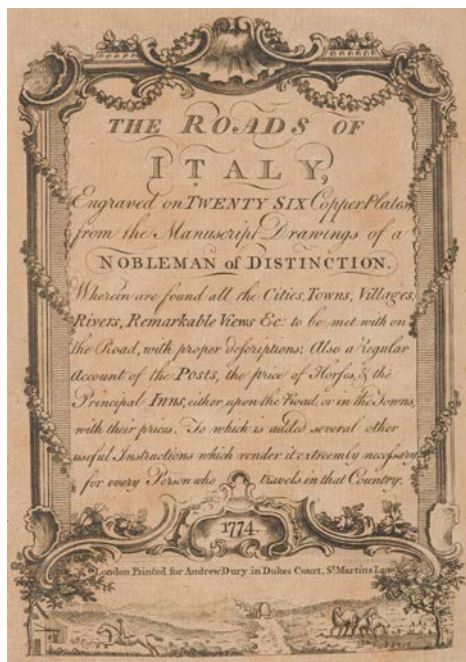 THE ROADS OF
ITALY,
Engraved on TWENTY SIX Copper Plates,
from the Manuscript Drawings of a
NOBLEMAN of DISTINCTION.
Wherein are found all the Cities, Towns, Villages,
Rivers, Remarkable Views &c: to be met with on
the Road, with proper descriptions; Also a regular
Account of the Posts, the price of Horses, & the
Principal Inns, either upon the Road, or in the Towns,
with their prices. To which is added several other
useful Instructions which render it extreemly necessary
for every Person who travels in that Country.
1774.
London Printed, for Andrew Dury in Dukes Court, St. Martins Lane